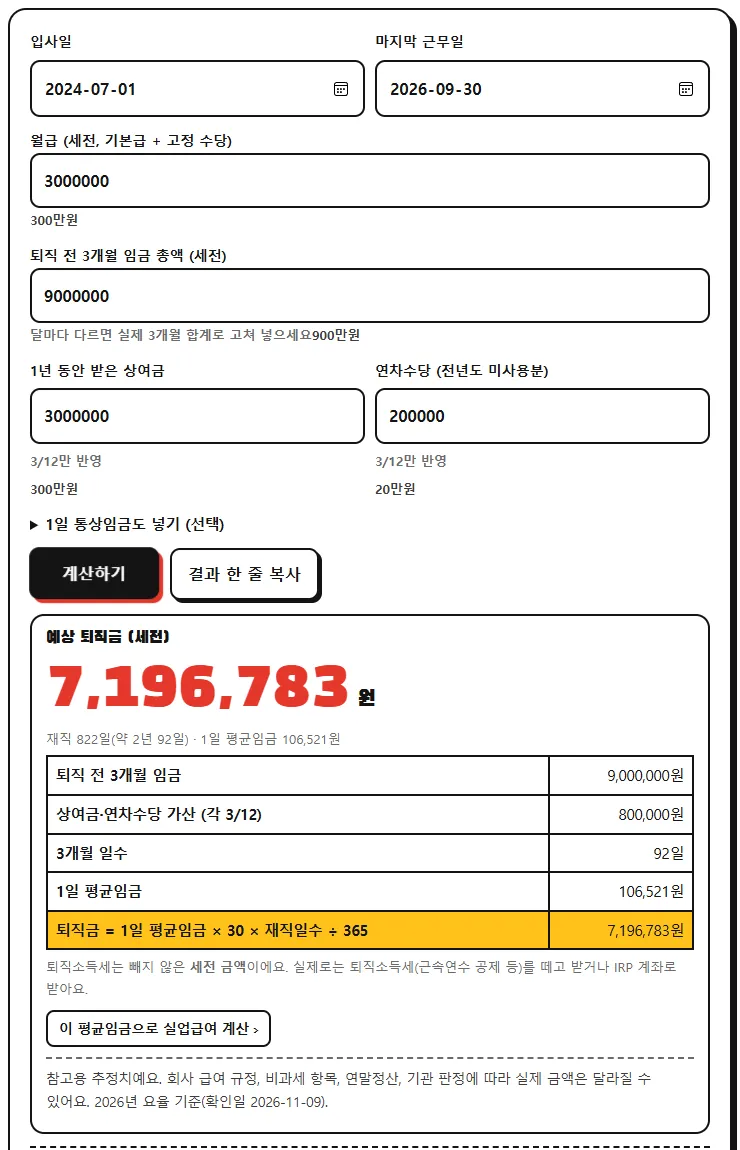 입사일
마지막 근무일
2024-07-01
2026-09-30
월급 (세전, 기본급 + 고정 수당)
3000000
300만원
퇴직 전 3개월 임금 총액 (세전)
9000000
달마다 다르면 실제 3개월 합계로 고쳐 넣으세요900만원
1년 동안 받은 상여금
연차수당 (전년도 미사용분)
3000000
200000
3/12만 반영
3/12만 반영
300만원
20만원
▶ 1일 통상임금도 넣기 (선택)
계산하기
결과 한 줄 복사
예상 퇴직금 (세전)
7,196,783 원
재직 822일(약 2년 92일) · 1일 평균임금 106,521원
퇴직 전 3개월 임금 9,000,000원
상여금·연차수당 가산 (각 3/12) 800,000원
3개월 일수 92일
1일 평균임금 106,521원
퇴직금 = 1일 평균임금 × 30 × 재직일수 ÷ 365 7,196,783원
퇴직소득세는 빼지 않은 세전 금액이에요. 실제로는 퇴직소득세(근속연수 공제 등)를 떼고 받거나 IRP 계좌로
받아요.
이 평균임금으로 실업급여 계산 ›
참고용 추정치예요. 회사 급여 규정, 비과세 항목, 연말정산, 기관 판정에 따라 실제 금액은 달라질 수
있어요. 2026년 요율 기준(확인일 2026-11-09).